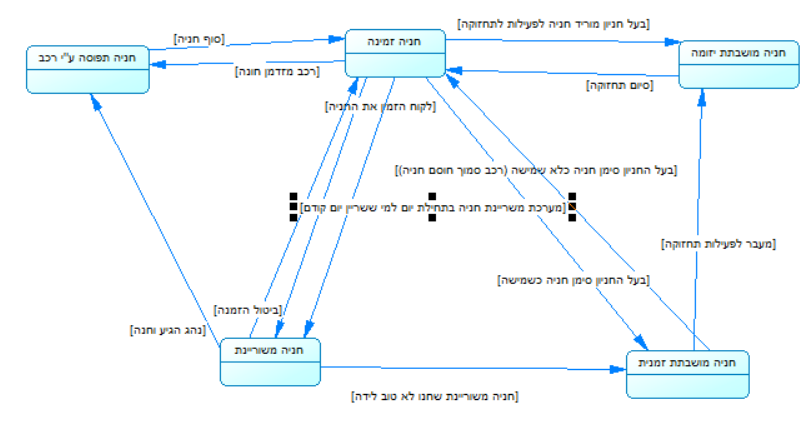 [בעל חניון מוריד חניה לפעילות לתחזוקה]
חניה זמינה
[סוף חניה]
חניה מושבתת יזומה
חניה תפוסה ע"י רכב
[רכב מזדמן חונה]
[סיום תחזוקה]
[לקוח הזמין את החניה]
[בעל החניון סימן חניה כלא שמישה (רכב סמוך חוסם חניה)]
[מערכת משריינת חניה בתחילת יום למי ששריין יום קודם]
[מעבר לפעילות תחזוקה]
[בעל החניון סימן חניה כשמישה]
[ביטול הזמנה]
[נהג הגיע וחנה]
חניה משוריינת
חניה מושבתת זמנית
[חניה משוריינת שחנו לא טוב לידה]